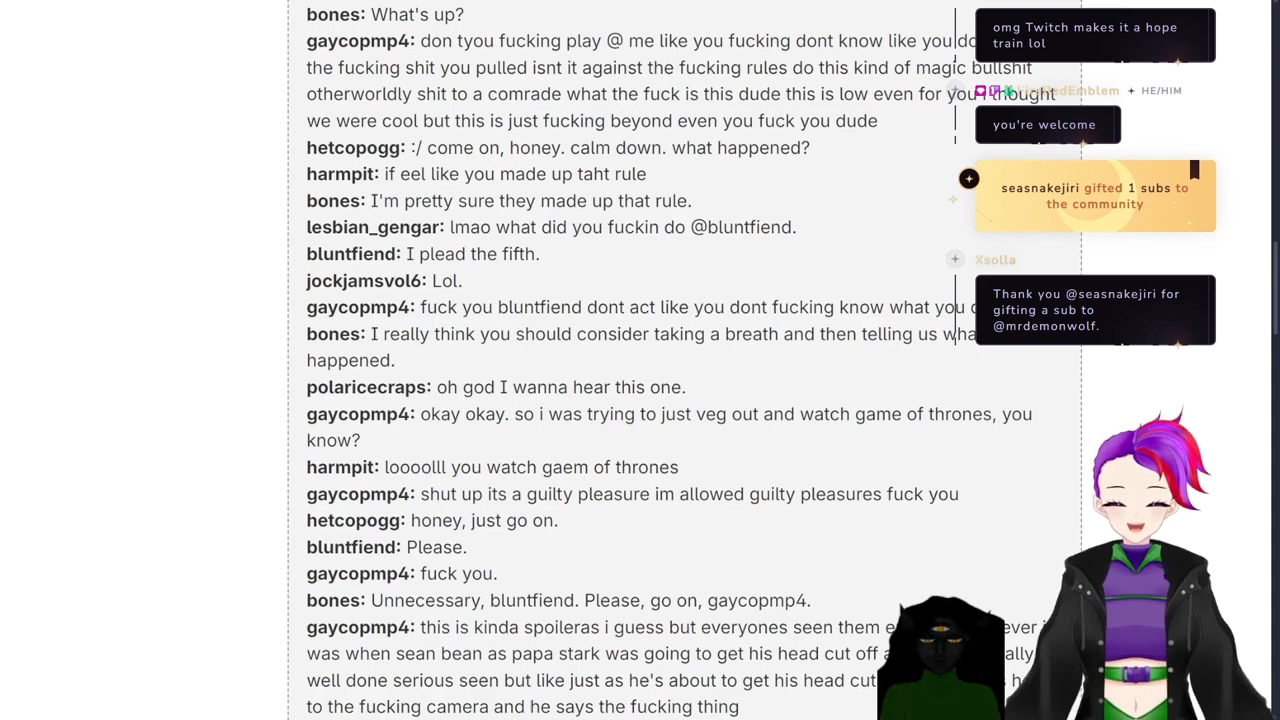 bones: What's up?
gaycopmp4: don tyou fucking play @ me like you fucking dont know like you
the fucking shit you pulled isnt it against the fucking rules do this kind of magic bullshit
otherworldly shit to a comrade what the fuck is this dude this is low even for you i thought
we were cool but this is just fucking beyond even you fuck you dude
hetcopogg: :/ come on, honey. calm down. what happened?
harmpit: if eel like you made up taht rule
bones: I'm pretty sure they made up that rule.
lesbian_gengar: lmao what did you fuckin do @bluntfiend.
bluntfiend: I plead the fifth.
jockjamsvol6: Lol.
gaycopmp4: fuck you bluntfiend dont act like you dont fucking know what you
bones: I really think you should consider taking a breath and then telling us
happened.
polaricecraps: oh god I wanna hear this one.
gaycopmp4: okay okay. so i was trying to just veg out and watch game of thrones, you
know?
harmpit: loooolll you watch gaem of thrones
gaycopmp4: shut up its a guilty pleasure im allowed guilty pleasures fuck you
hetcopogg: honey, just go on.
bluntfiend: Please.
gaycopmp4: fuck you.
bones: Unnecessary, bluntfiend. Please, go on, gaycopmp4.
gaycopmp4: this is kinda spoileras i guess but everyones seen them
was when sean bean as papa stark was going to get his head cut off
well done seen but like just as he's about to get his head cut
to the fucking camera and he says the fucking thing
omg Twitch makes it a hope
train lol
HE/HIM
you're welcome
seasnakejiri gifted 1 subs to
the community
Xsolla
Thank you @seasnakejiri for
gifting a sub to
@mrdemonwolf.